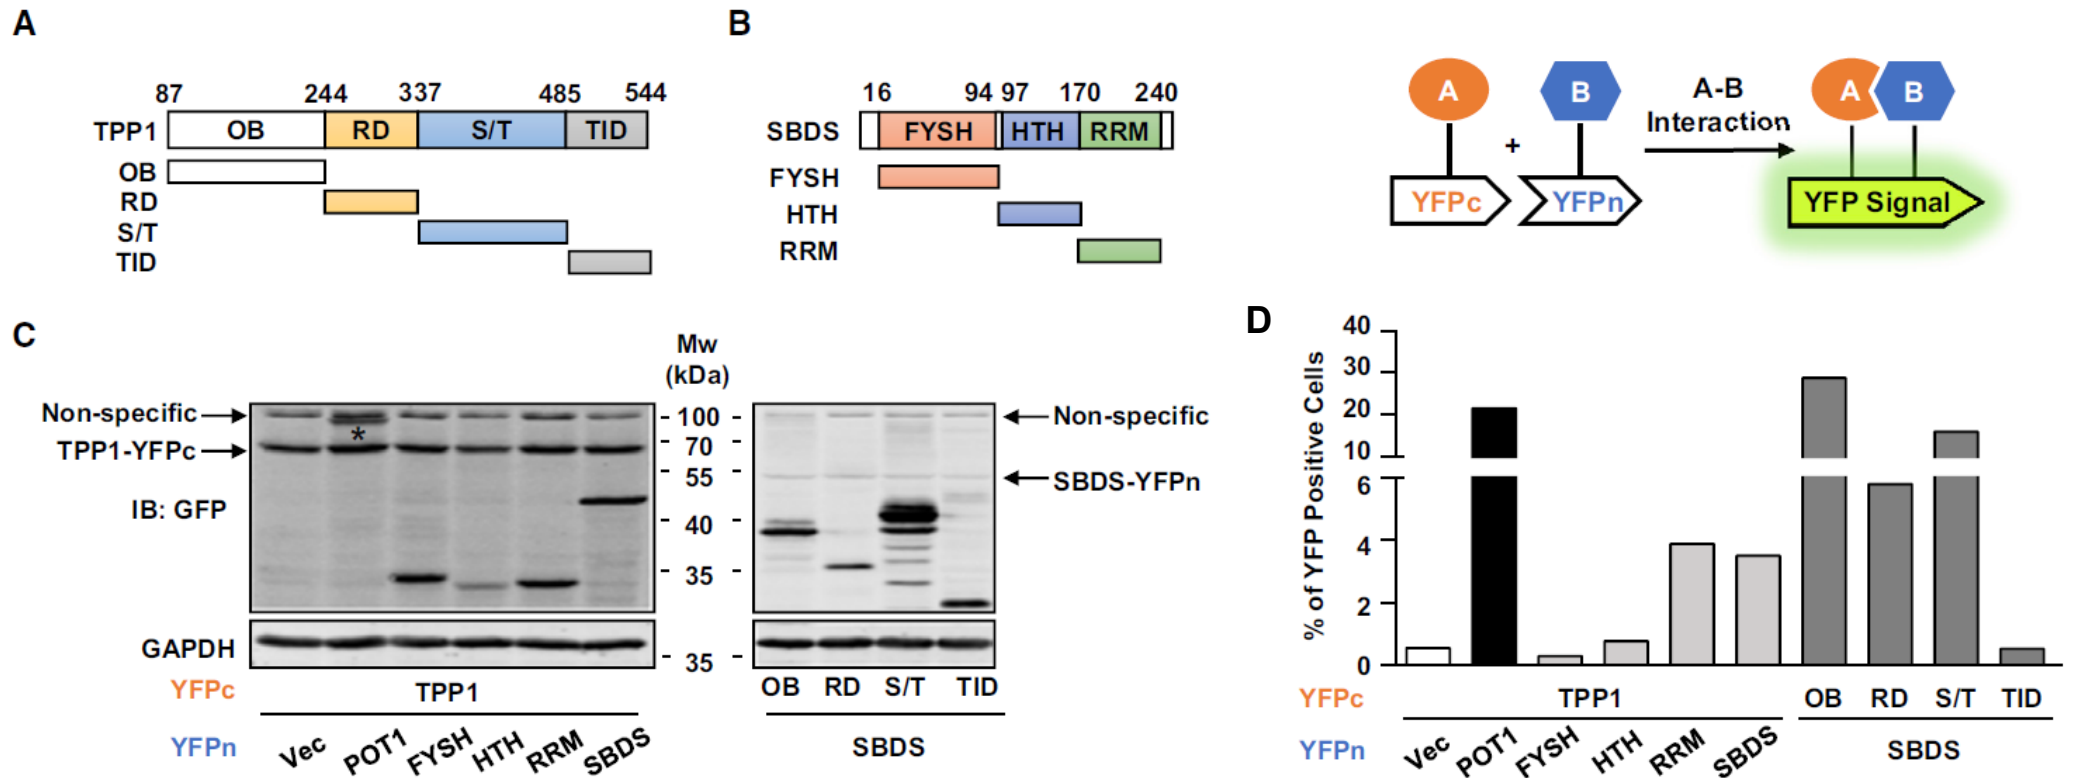 A
87 244 337 485 544
TPP1 OB RD S/T TID
OB
RD
S/T
TID
B
16 94 97 170 240
SBDS FYSH HTH RRM
FYSH
HTH
RRM
A + B A-B Interaction A B
YFPc YFPn YFP Signal
C
Mw
(kDa)
Non-specific 100 Non-specific
*
TPP1-YFPc 70
55 SBDS-YFPn
IB: GFP 40
35
GAPDH 35
YFPc TPP1 OB RD S/T TID
YFPn Vec POT1 FYSH HTH RRM SBDS SBDS
D
% of YFP Positive Cells
40
30
20
10
6
4
2
0
YFPc TPP1 OB RD S/T TID
YFPn Vec POT1 FYSH HTH RRM SBDS SBDS